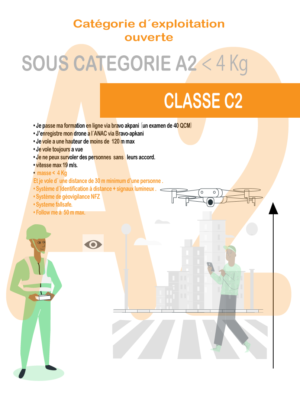 Catégorie d´exploitation
ouverte
SOUS CATEGORIE A2 < 4 Kg
CLASSE C2
A2
• Je passe ma formation en ligne via bravo akpani (un examen de 40 QCM)
• J'enregistre mon drone a l'ANAC via Bravo-apkani
• Je vole a une hauteur de moins de 120 m max
• Je vole toujours a vue
• Je ne peux survoler des personnes sans leurs accord.
• vitesse max 19 m/s.
• masse < 4 Kg
Et je vole d' une distance de 30 m minimum d'une personne
• Système d'identification à distance + signaux lumineux .
• Système de géovigilance NFZ
• Systeme failsafe.
• Follow me a 50 m max.